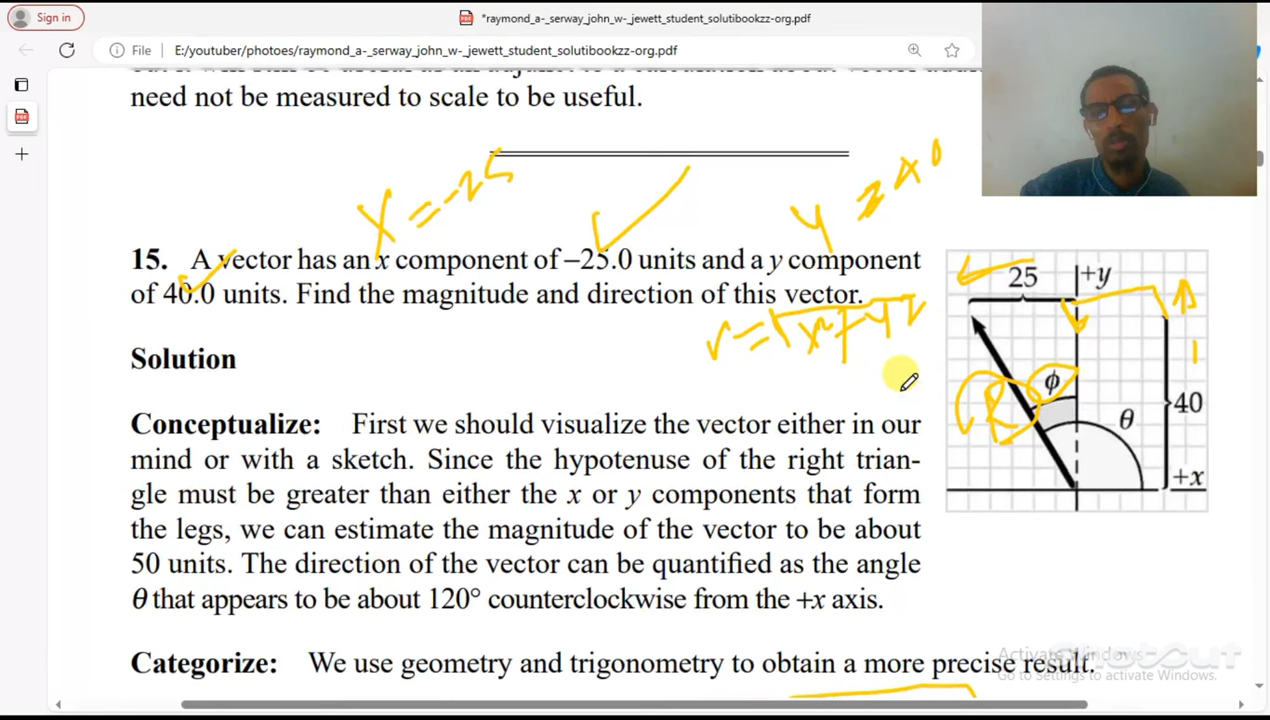 Sign in
*raymond_a-_serway_john_w-_jewett_student_solutibookzz-org.pdf
File E:/youtuber/photoes/raymond_a-_serway_john_w-_jewett_student_solutibookzz-org.pdf
need not be measured to scale to be useful.
X = -25
y = 40
15. A vector has an x component of −25.0 units and a y component
of 40.0 units. Find the magnitude and direction of this vector.
r = √x² + y²
25 +y
ϕ
R
θ
40
+x
Solution
Conceptualize: First we should visualize the vector either in our
mind or with a sketch. Since the hypotenuse of the right trian-
gle must be greater than either the x or y components that form
the legs, we can estimate the magnitude of the vector to be about
50 units. The direction of the vector can be quantified as the angle
θ that appears to be about 120° counterclockwise from the +x axis.
Categorize: We use geometry and trigonometry to obtain a more precise result.
Activate Windows
Go to Settings to activate Windows.